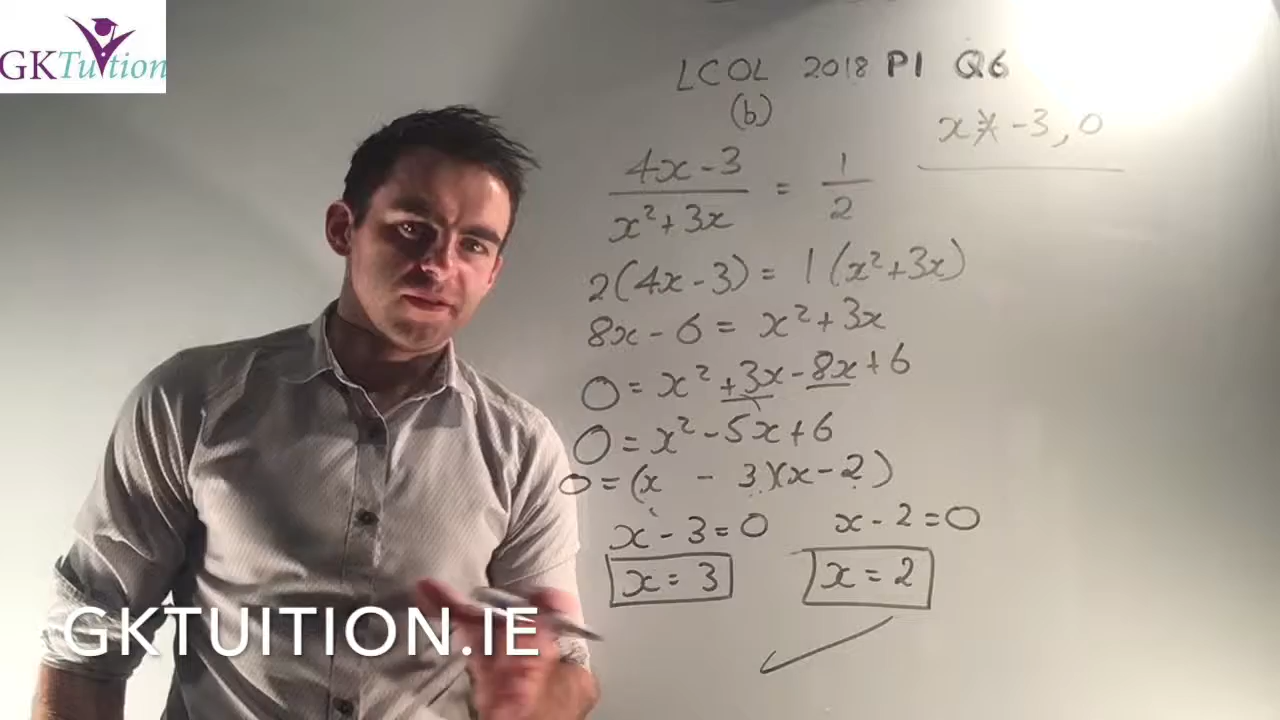 GKTuition
LCOL 2018 P1 Q6
(b)
x ≠ -3, 0
4x - 3 / x² + 3x = 1 / 2
2(4x - 3) = 1(x² + 3x)
8x - 6 = x² + 3x
0 = x² + 3x - 8x + 6
0 = x² - 5x + 6
0 = (x - 3)(x - 2)
x - 3 = 0 x - 2 = 0
x = 3 x = 2
GKTUITION.IE